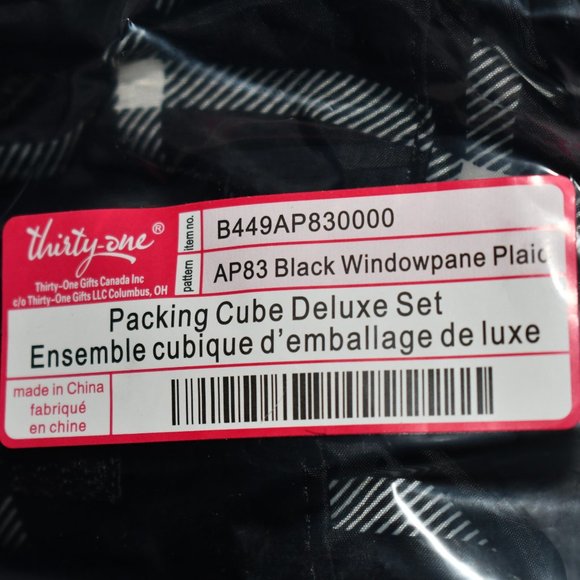 thirty-one®
Thirty-One Gifts Canada Inc
c/o Thirty-One Gifts LLC Columbus, OH
item no.
B449AP830000
pattern
AP83 Black Windowpane Plaid
Packing Cube Deluxe Set
Ensemble cubique d'emballage de luxe
made in China
fabriqué
en chine